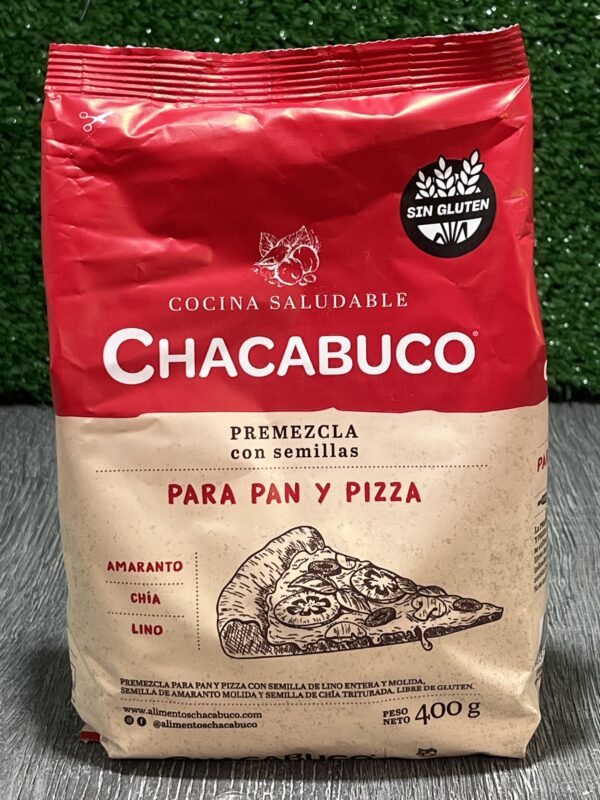 SIN GLUTEN
COCINA SALUDABLE
CHACABUCO®
PREMEZCLA
con semillas
PARA PAN Y PIZZA
AMARANTO
CHÍA
LINO
PREMEZCLA PARA PAN Y PIZZA CON SEMILLA DE LINO ENTERA Y MOLIDA,
SEMILLA DE AMARANTO MOLIDA Y SEMILLA DE CHÍA TRITURADA. LIBRE DE GLUTEN.
www.alimentoschacabuco.com
@alimentoschacabuco
PESO
NETO 400 g
CHACABUCO